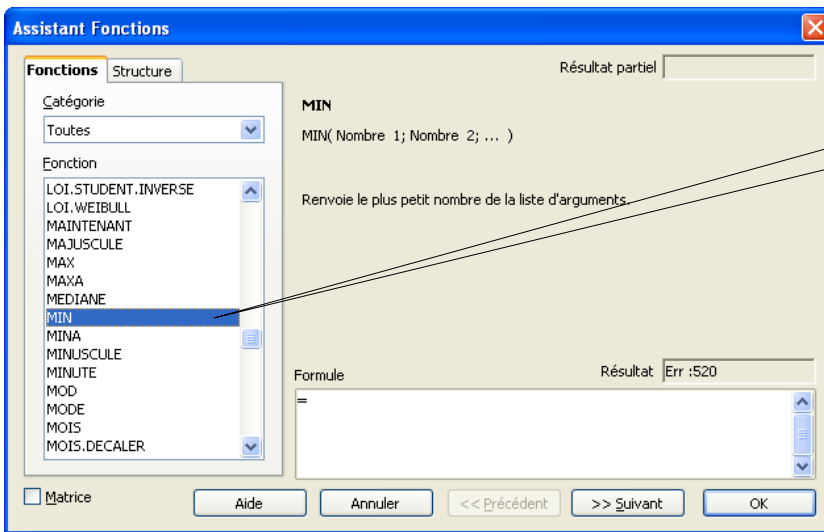 Assistant Fonctions
Fonctions
Structure
Résultat partiel
Catégorie
Toutes
Fonction
LOI.STUDENT.INVERSE
LOI.WEIBULL
MAINTENANT
MAJUSCULE
MAX
MAXA
MEDIANE
MIN
MINA
MINUSCULE
MINUTE
MOD
MODE
MOIS
MOIS.DECALER
MIN
MIN( Nombre 1; Nombre 2; ... )
Renvoie le plus petit nombre de la liste d'arguments.
Formule
Résultat Err :520
=
Matrice
Aide
Annuler
<< Précédent
>> Suivant
OK